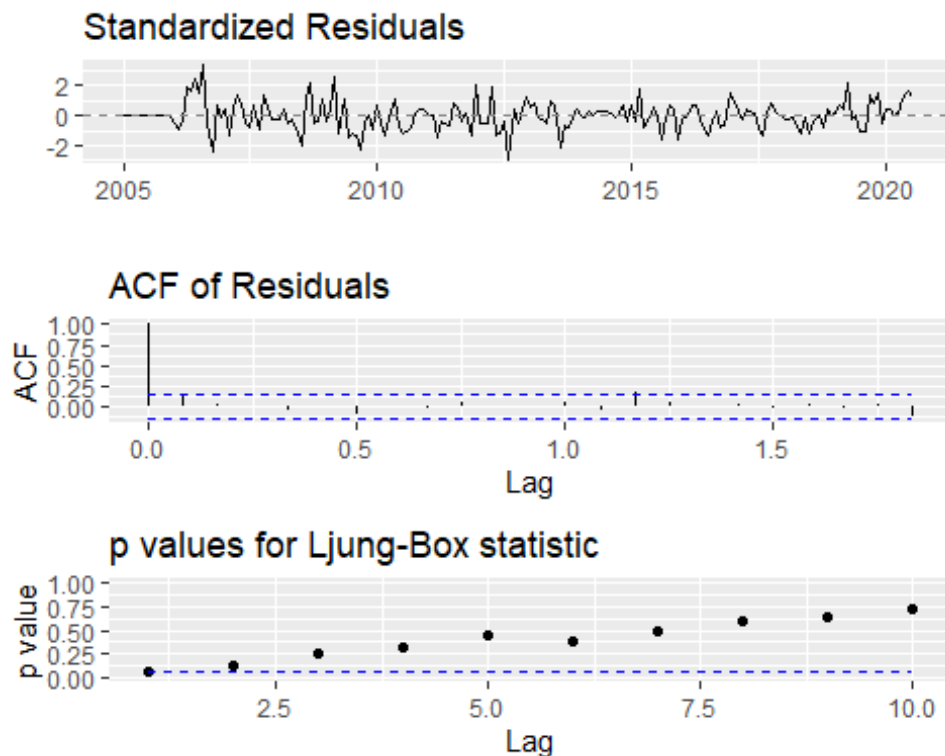 Standardized Residuals
2
0
-2
2005 2010 2015 2020
ACF of Residuals
1.00
0.75
0.50
0.25
0.00
ACF
0.0 0.5 1.0 1.5
Lag
p values for Ljung-Box statistic
1.00
0.75
0.50
0.25
0.00
p value
2.5 5.0 7.5 10.0
Lag